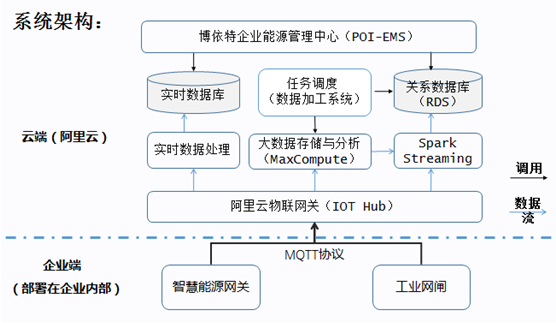 系统架构：
博依特企业能源管理中心（POI-EMS）
实时数据库
任务调度
（数据加工系统）
关系数据库
（RDS）
云端（阿里云）
实时数据处理
大数据存储与分析
（MaxCompute）
Spark
Streaming
调用
阿里云物联网关（IOT Hub）
数据
流
MQTT协议
企业端
（部署在企业内部）
智慧能源网关
工业网闸